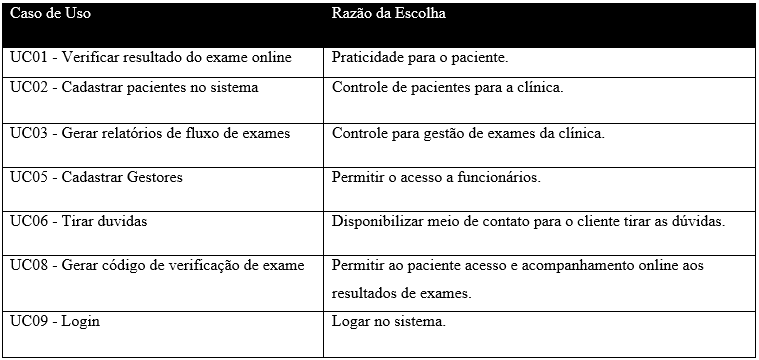 Caso de Uso Razão da Escolha
UC01 - Verificar resultado do exame online Praticidade para o paciente.
UC02 - Cadastrar pacientes no sistema Controle de pacientes para a clínica.
UC03 - Gerar relatórios de fluxo de exames Controle para gestão de exames da clínica.
UC05 - Cadastrar Gestores Permitir o acesso a funcionários.
UC06 - Tirar duvidas Disponibilizar meio de contato para o cliente tirar as dúvidas.
UC08 - Gerar código de verificação de exame Permitir ao paciente acesso e acompanhamento online aos
resultados de exames.
UC09 - Login Logar no sistema.